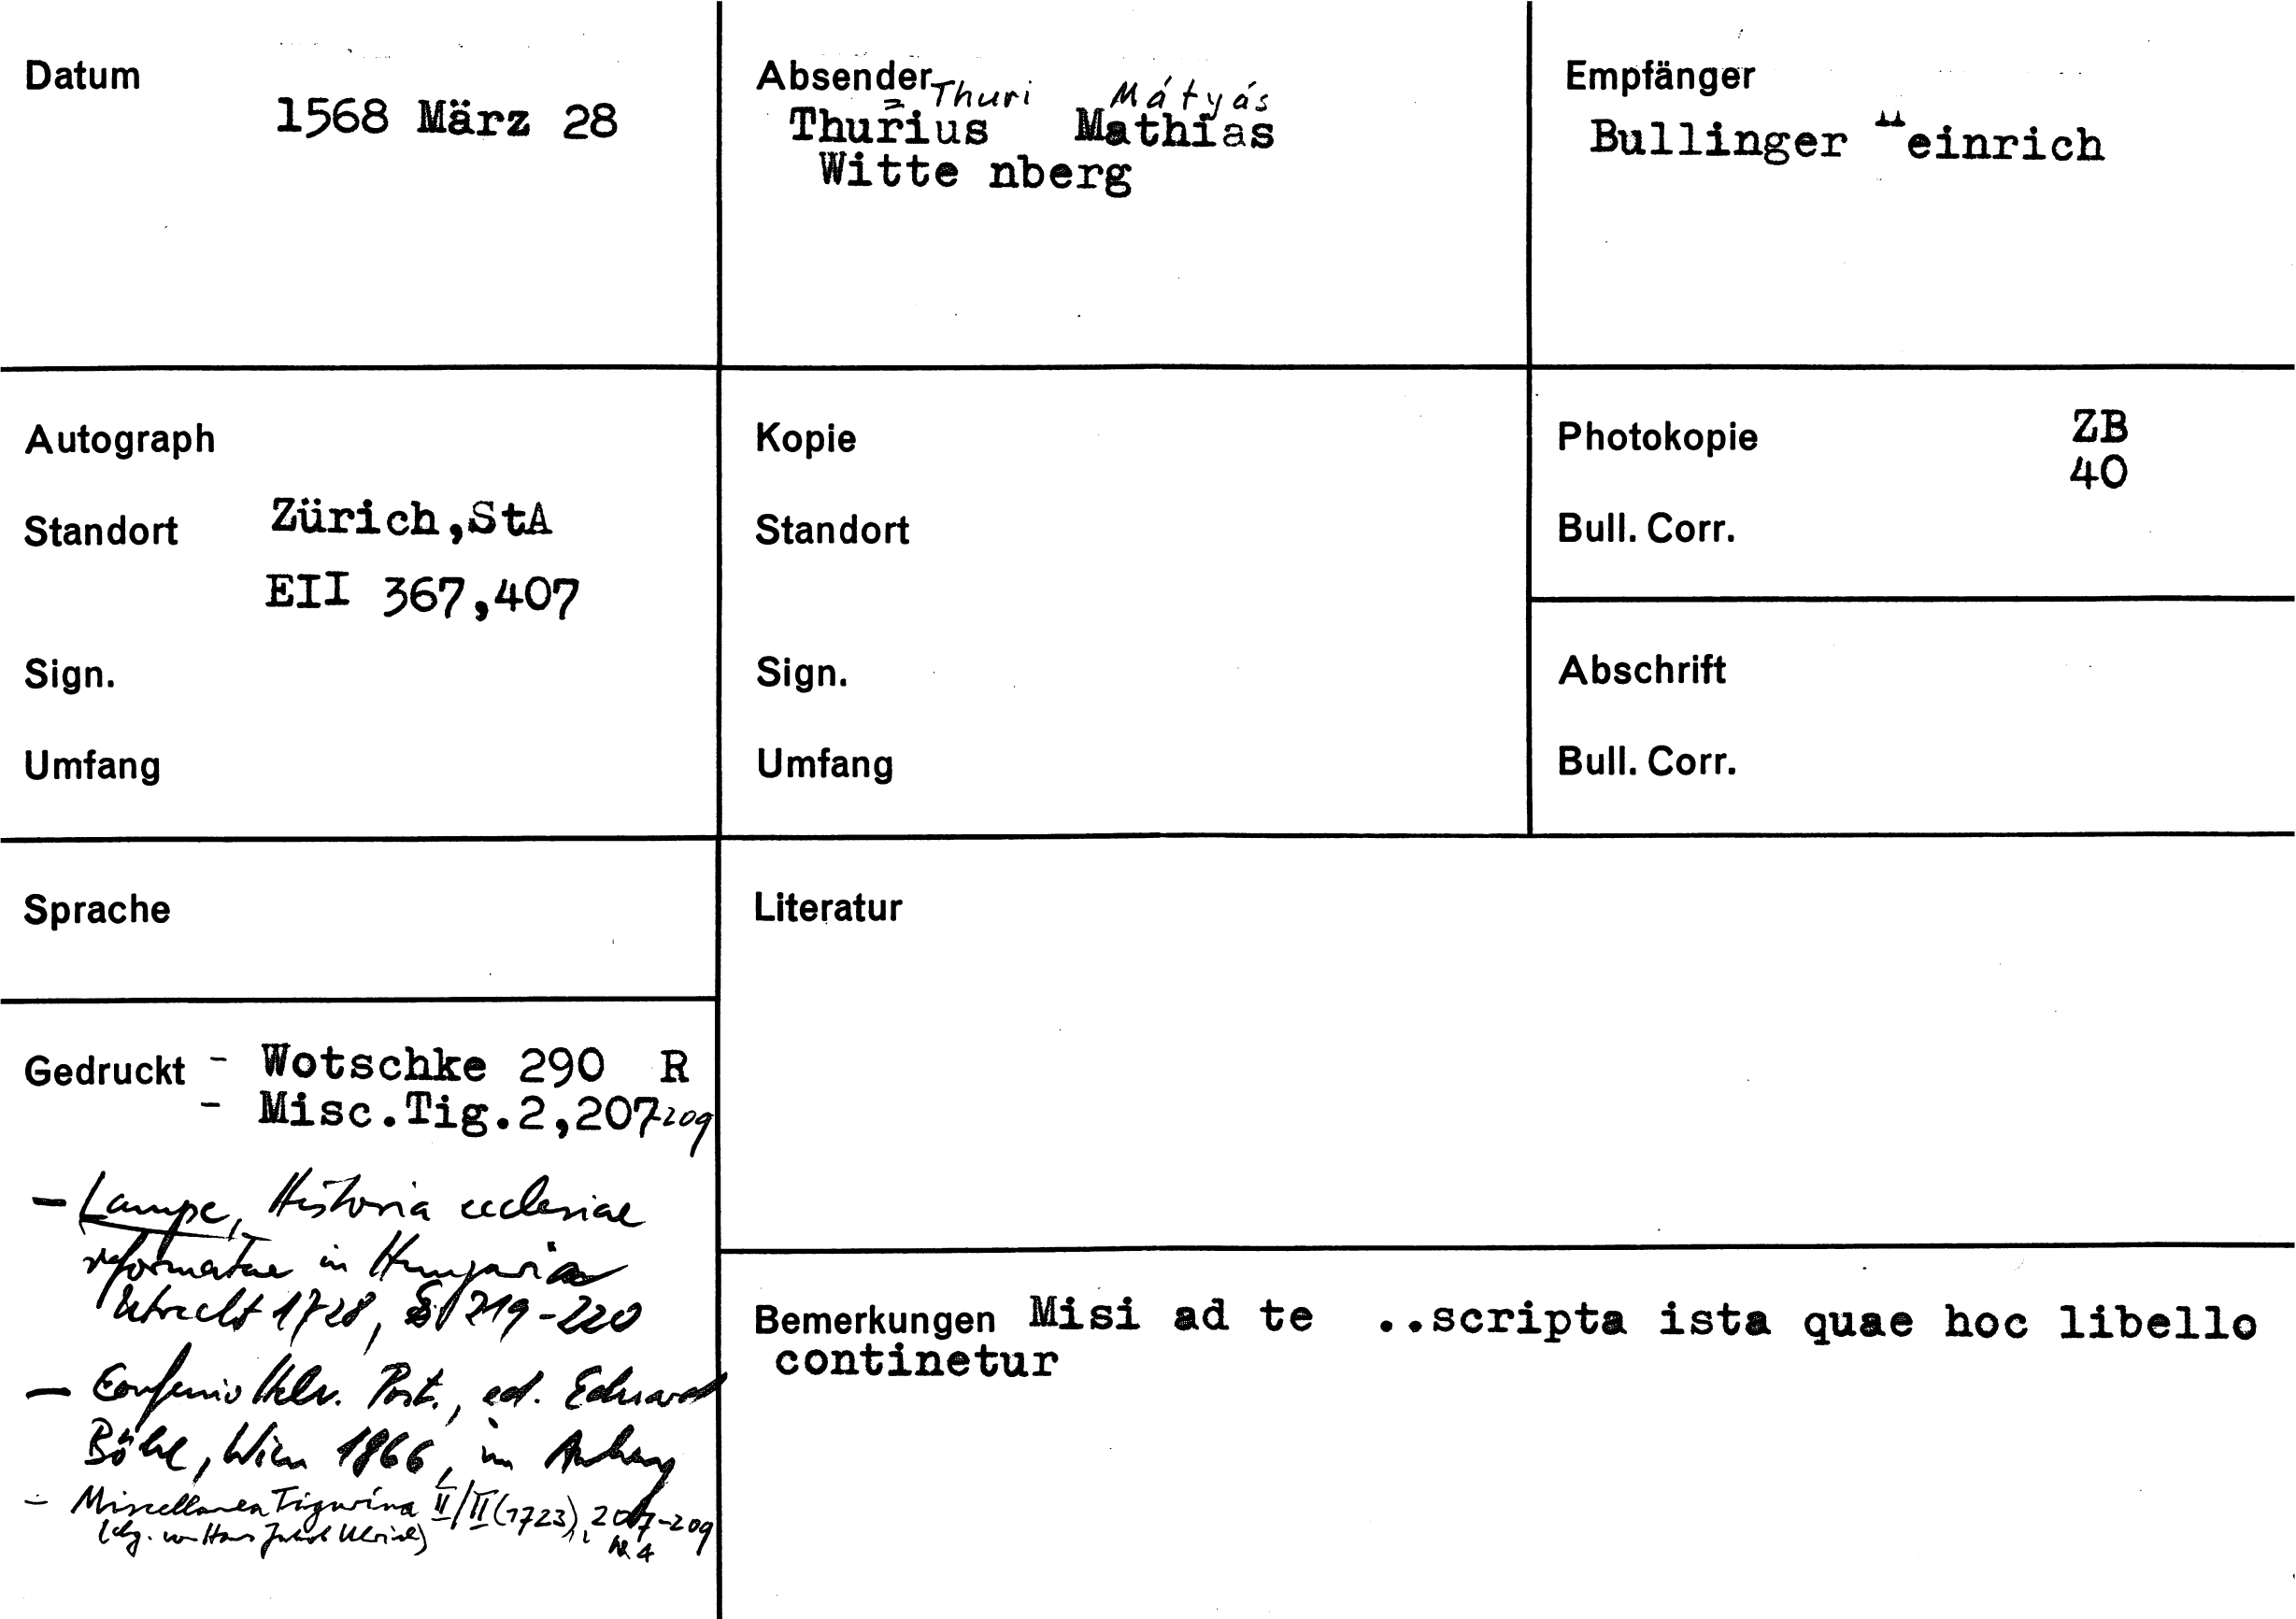 Datum
1568 März 28
Absender
= Thuri Mátyás
Thurius Mathias
Witte nberg
Empfänger
Bullinger Heinrich
Autograph
Standort Zürich,StA
EII 367,407
Sign.
Umfang
Kopie
Standort
Sign.
Umfang
Photokopie ZB
40
Bull. Corr.
Abschrift
Bull. Corr.
Sprache
Literatur
Gedruckt - Wotschke 290 R
- Misc.Tig.2,207-209
- Lampe, Historia ecclesiae
reformatae in Hungaria
Utrecht 1728, S. 219-220
- Confessio Helv. Post., ed. Eduard
Böhl, Wien 1866, im Anhang
- Miscellanea Tigurina II/II (1723), 207-209
(hg. von Hans Jakob Ulrich) Nr. 4
Bemerkungen Misi ad te ..scripta ista quae hoc libello
continetur